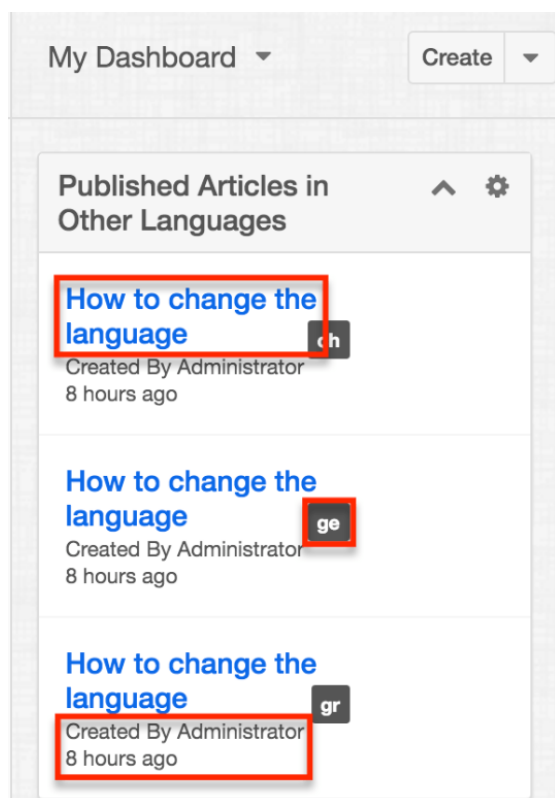 My Dashboard
Create
Published Articles in
Other Languages
How to change the
language
ch
Created By Administrator
8 hours ago
How to change the
language
ge
Created By Administrator
8 hours ago
How to change the
language
gr
Created By Administrator
8 hours ago